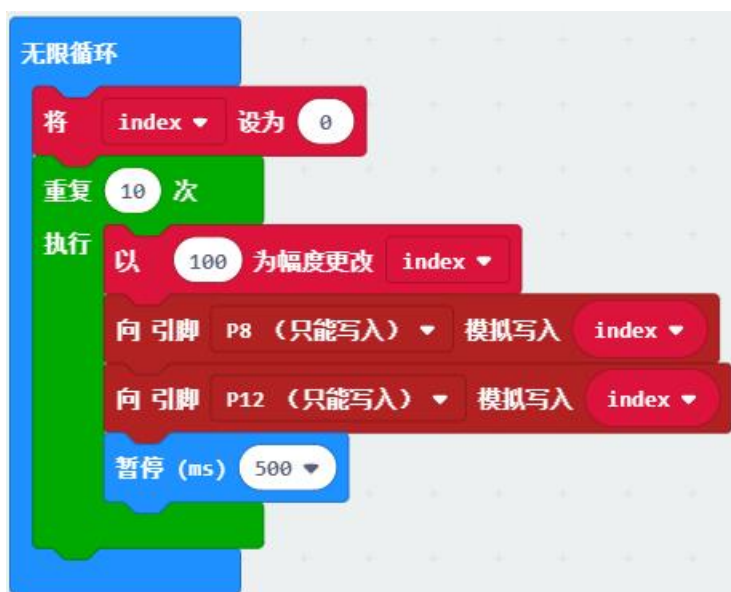 无限循环
将 index 设为 0
重复 10 次
执行
以 100 为幅度更改 index
向 引脚 P8 （只能写入） 模拟写入 index
向 引脚 P12 （只能写入） 模拟写入 index
暂停 (ms) 500